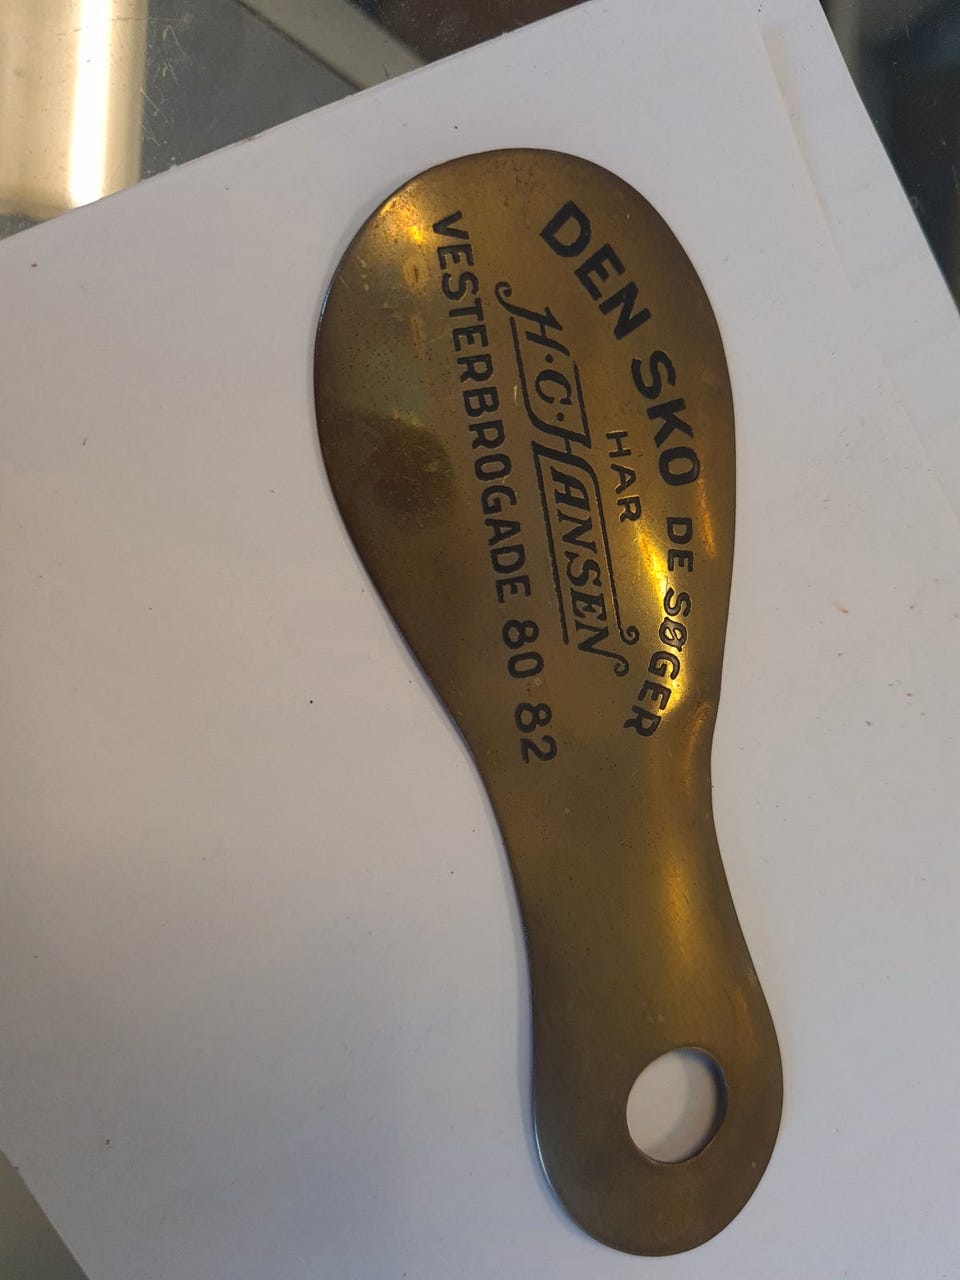 DEN SKO DE SØGER
HAR
H·C·HANSEN
VESTERBROGADE 80 82